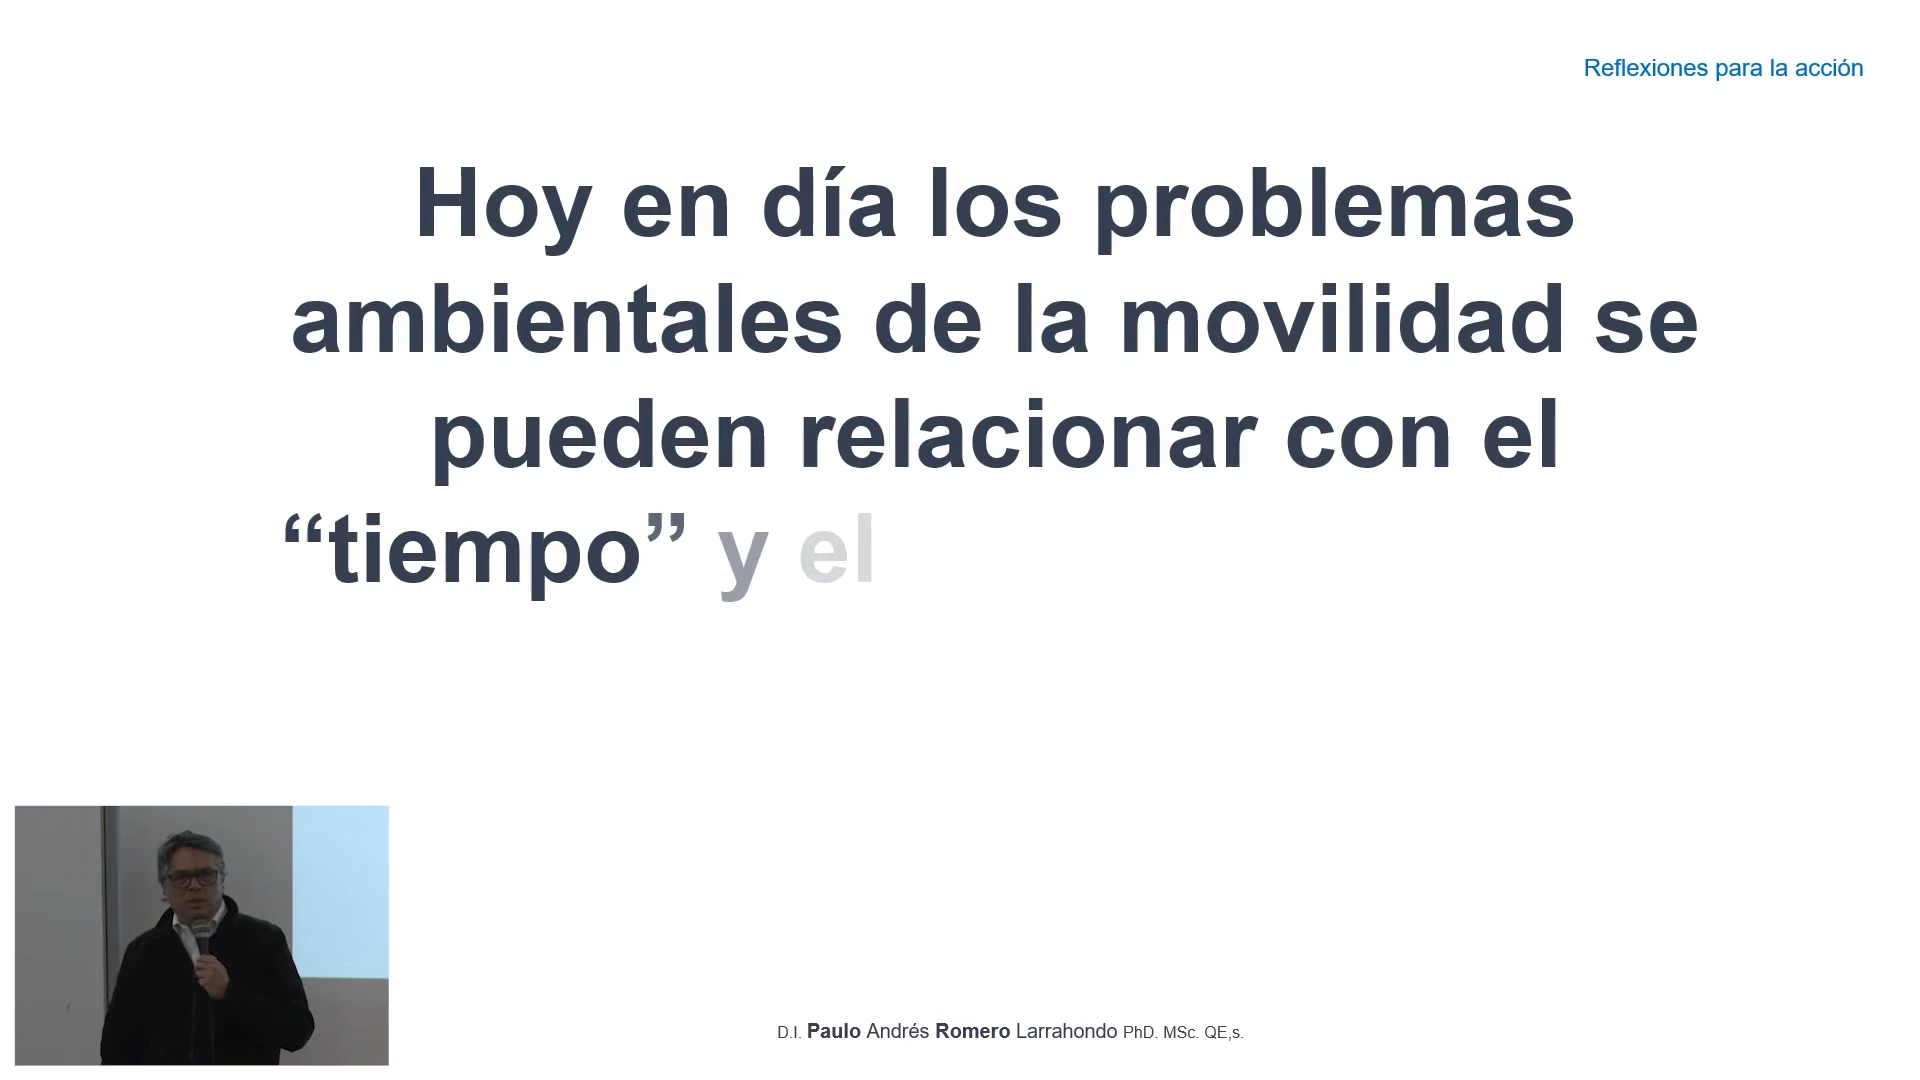 Reflexiones para la acción
Hoy en día los problemas
ambientales de la movilidad se
pueden relacionar con el
“tiempo” y el
D.I. Paulo Andrés Romero Larrahondo PhD. MSc. QE,s.